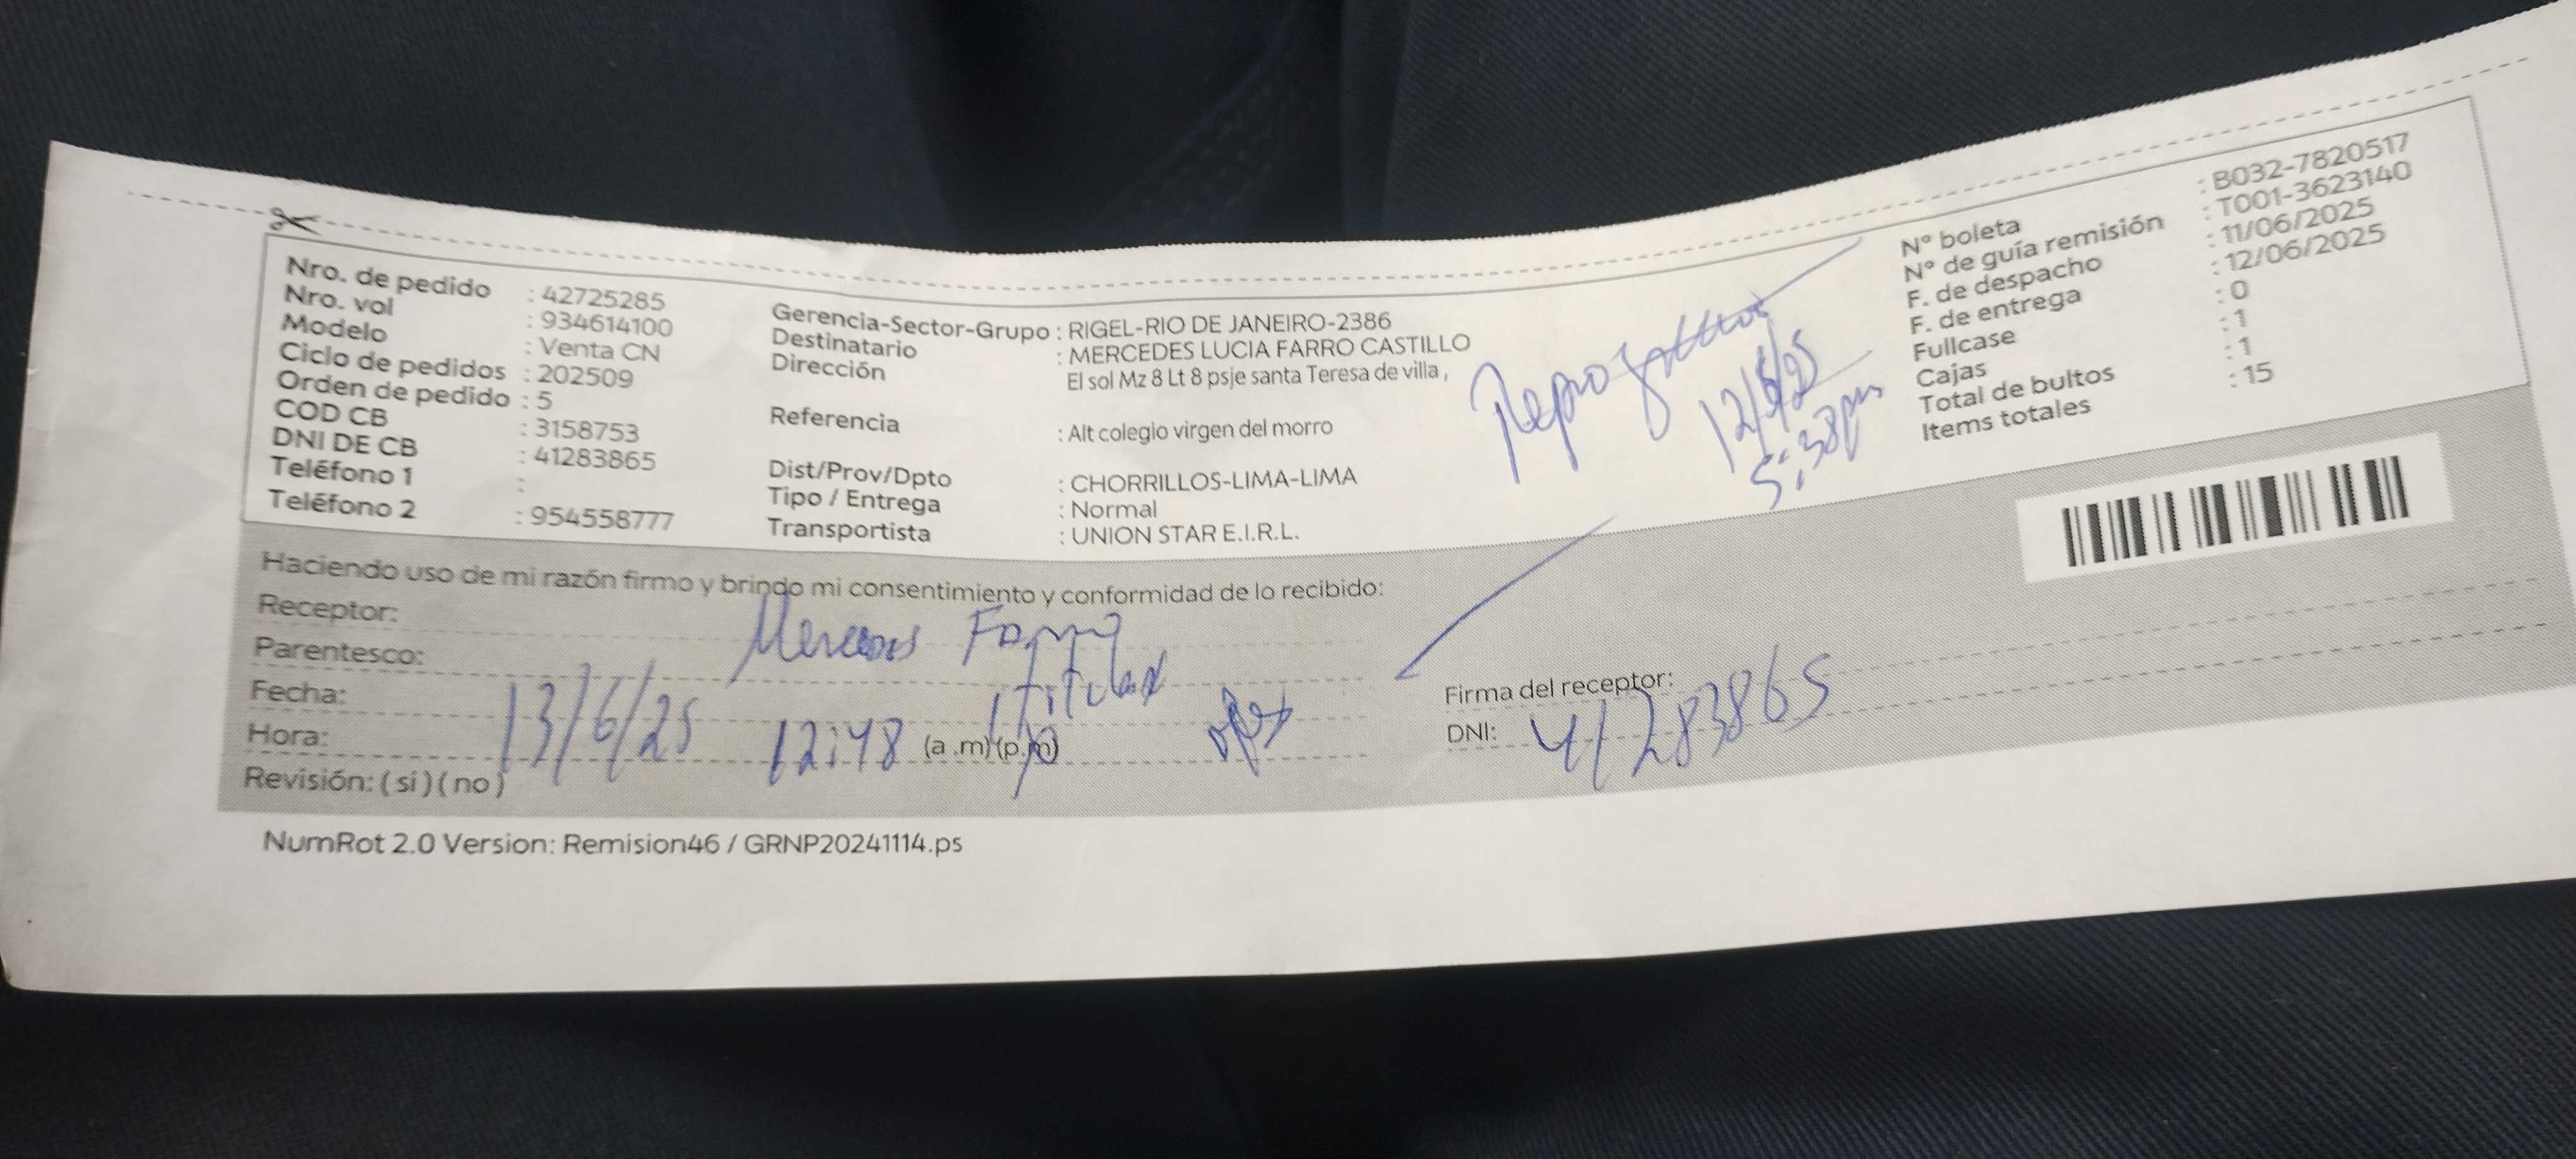 Nro. de pedido : 42725285
Nro. vol : 934614100
Modelo : Venta CN
Ciclo de pedidos : 202509
Orden de pedido : 5
COD CB : 3158753
DNI DE CB : 41283865
Teléfono 1 :
Teléfono 2 : 954558777
Gerencia-Sector-Grupo : RIGEL-RIO DE JANEIRO-2386
Destinatario : MERCEDES LUCIA FARRO CASTILLO
Dirección El sol Mz 8 Lt 8 psje santa Teresa de villa ,
Referencia : Alt colegio virgen del morro
Dist/Prov/Dpto : CHORRILLOS-LIMA-LIMA
Tipo / Entrega : Normal
Transportista : UNION STAR E.I.R.L.
12/6/25
5:38pm
N° boleta : B032-7820517
N° de guía remisión : T001-3623140
F. de despacho : 11/06/2025
F. de entrega : 12/06/2025
Fullcase : 0
Cajas : 1
Total de bultos : 1
Items totales : 15
Haciendo uso de mi razón firmo y brindo mi consentimiento y conformidad de lo recibido:
Receptor: Mercedes Farro
Parentesco: titular
Fecha: 13/6/25
Hora: 12:48 (a .m) (p.m)
Revisión: ( si ) ( no )
Firma del receptor:
DNI: 41283865
NumRot 2.0 Version: Remision46 / GRNP20241114.ps